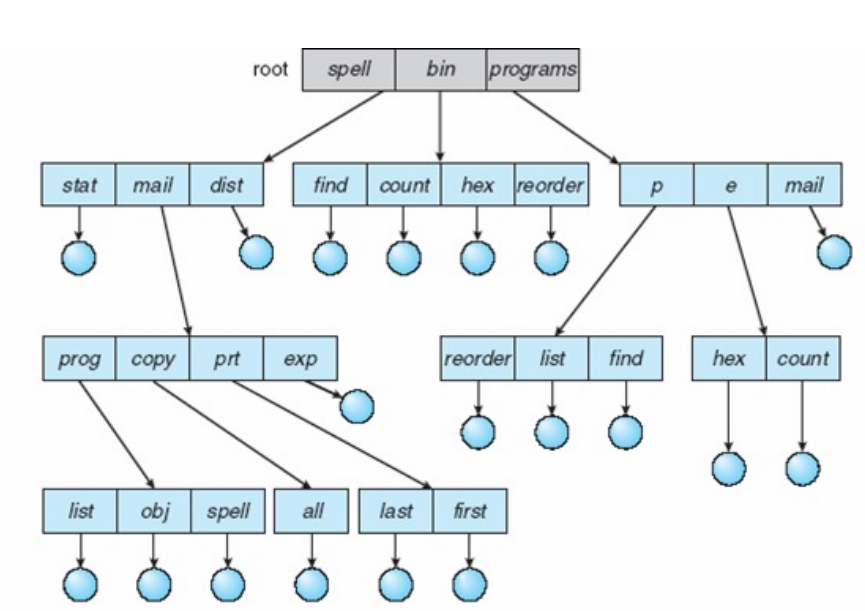 root spell bin programs
stat mail dist find count hex reorder p e mail
prog copy prt exp reorder list find hex count
list obj spell all last first